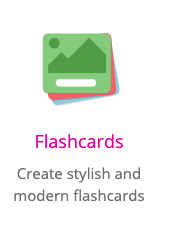 Flashcards
Create stylish and
modern flashcards